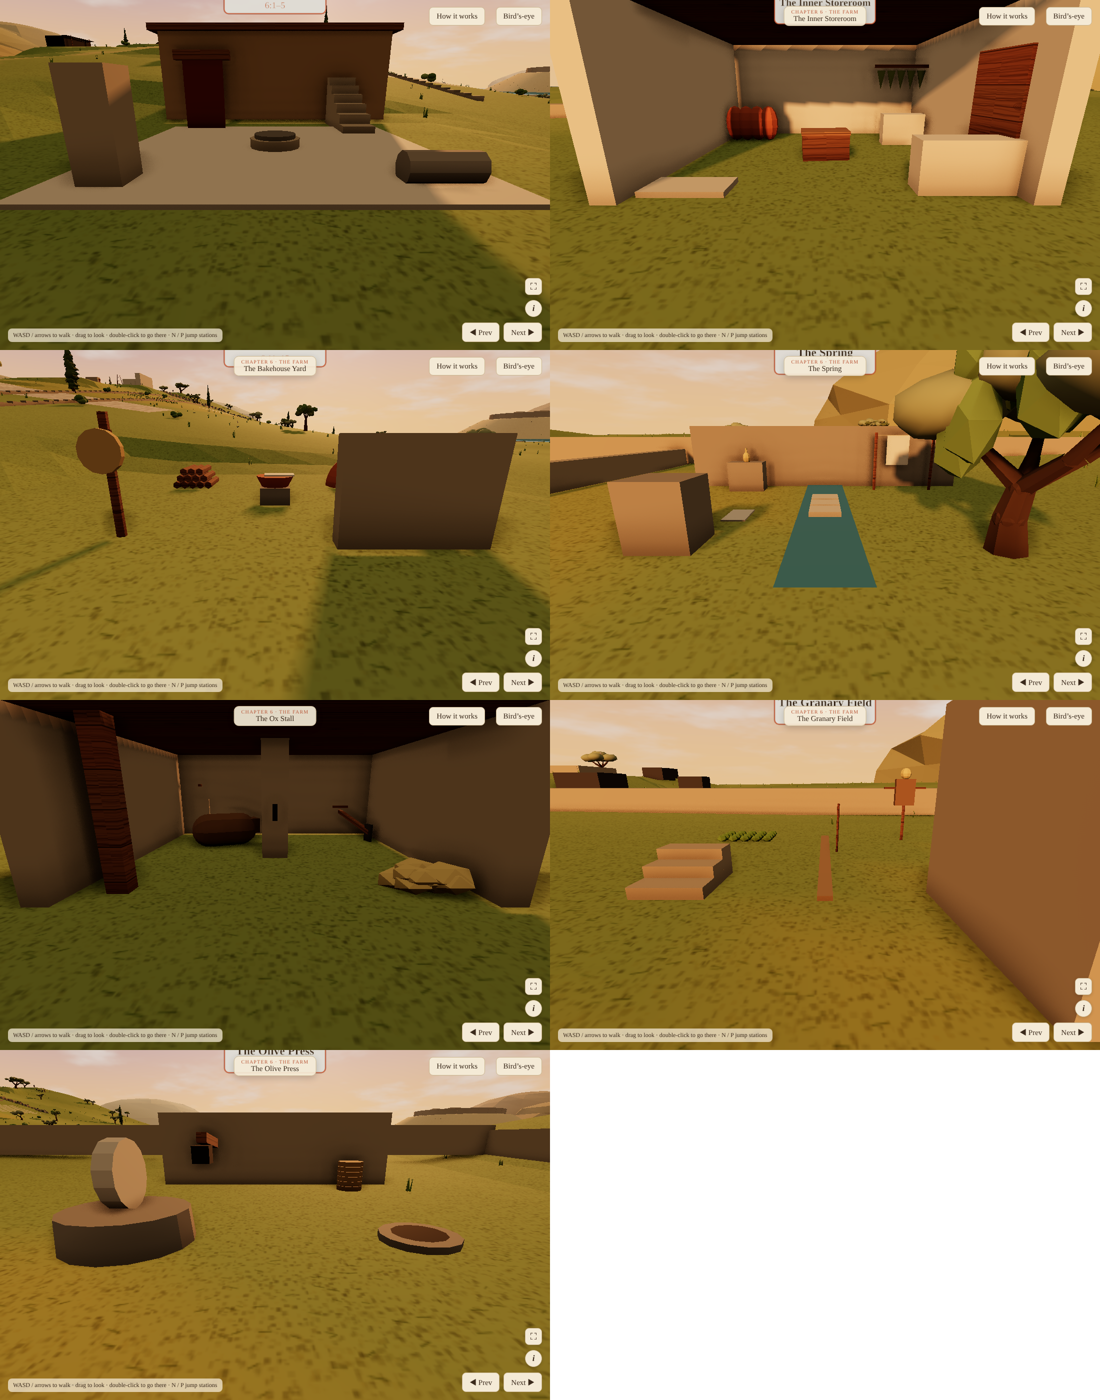 6:1–5
How it works
Bird's-eye
WASD / arrows to walk · drag to look · double-click to go there · N / P jump stations
i
◀ Prev
Next ▶
The Inner Storeroom
CHAPTER 6 · THE FARM
The Inner Storeroom
How it works
Bird's-eye
WASD / arrows to walk · drag to look · double-click to go there · N / P jump stations
i
◀ Prev
Next ▶
CHAPTER 6 · THE FARM
The Bakehouse Yard
How it works
Bird's-eye
WASD / arrows to walk · drag to look · double-click to go there · N / P jump stations
i
◀ Prev
Next ▶
The Spring
CHAPTER 6 · THE FARM
The Spring
How it works
Bird's-eye
WASD / arrows to walk · drag to look · double-click to go there · N / P jump stations
i
◀ Prev
Next ▶
CHAPTER 6 · THE FARM
The Ox Stall
How it works
Bird's-eye
WASD / arrows to walk · drag to look · double-click to go there · N / P jump stations
i
◀ Prev
Next ▶
The Granary Field
CHAPTER 6 · THE FARM
The Granary Field
How it works
Bird's-eye
WASD / arrows to walk · drag to look · double-click to go there · N / P jump stations
i
◀ Prev
Next ▶
The Olive Press
CHAPTER 6 · THE FARM
The Olive Press
How it works
Bird's-eye
WASD / arrows to walk · drag to look · double-click to go there · N / P jump stations
i
◀ Prev
Next ▶